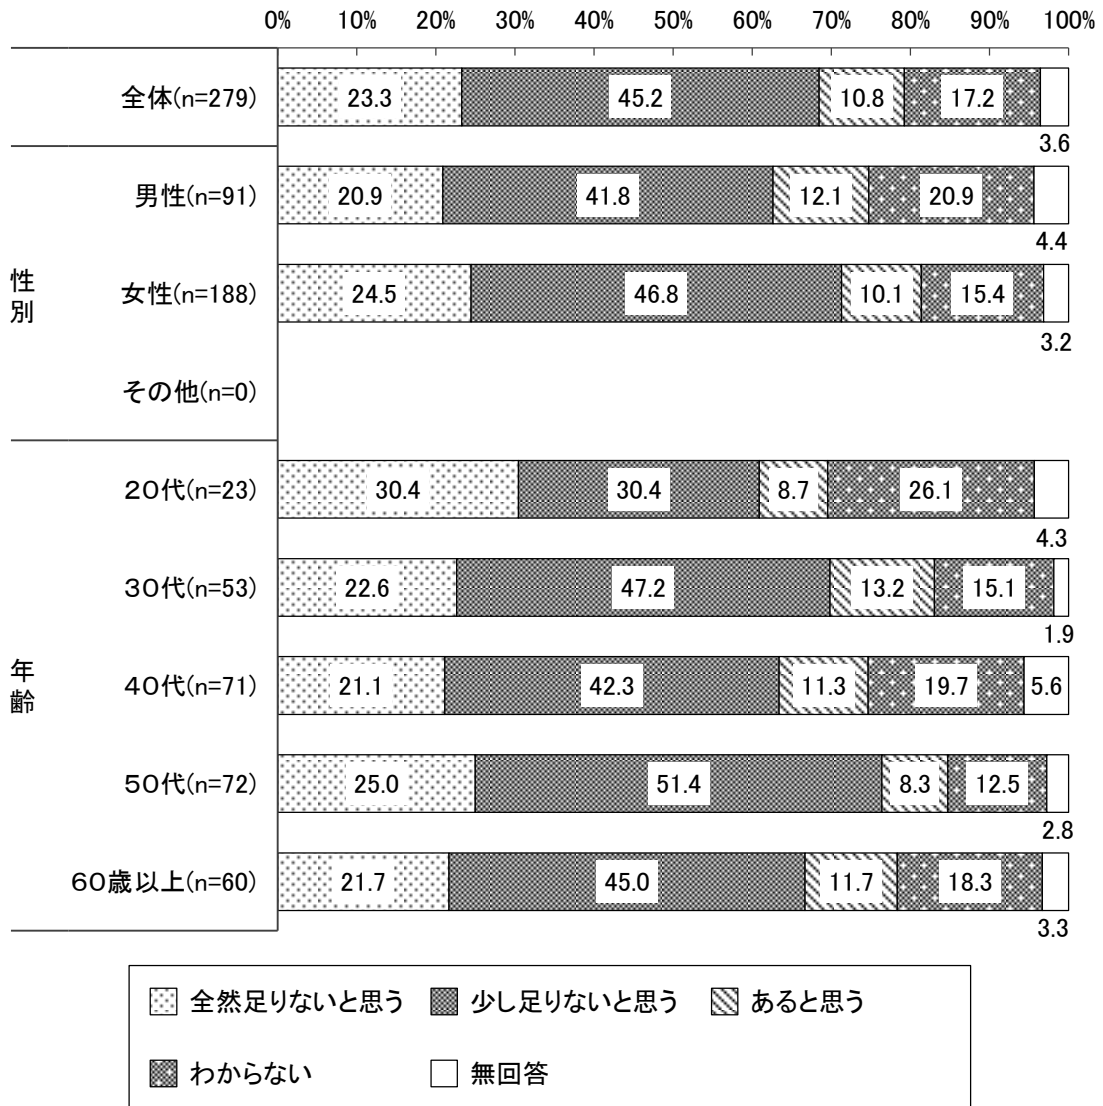 0% 10% 20% 30% 40% 50% 60% 70% 80% 90% 100%
全体(n=279) 23.3 45.2 10.8 17.2
3.6
性別
男性(n=91) 20.9 41.8 12.1 20.9
4.4
女性(n=188) 24.5 46.8 10.1 15.4
3.2
その他(n=0)
年齢
20代(n=23) 30.4 30.4 8.7 26.1
4.3
30代(n=53) 22.6 47.2 13.2 15.1
1.9
40代(n=71) 21.1 42.3 11.3 19.7 5.6
50代(n=72) 25.0 51.4 8.3 12.5
2.8
60歳以上(n=60) 21.7 45.0 11.7 18.3
3.3
全然足りないと思う 少し足りないと思う あると思う
わからない 無回答